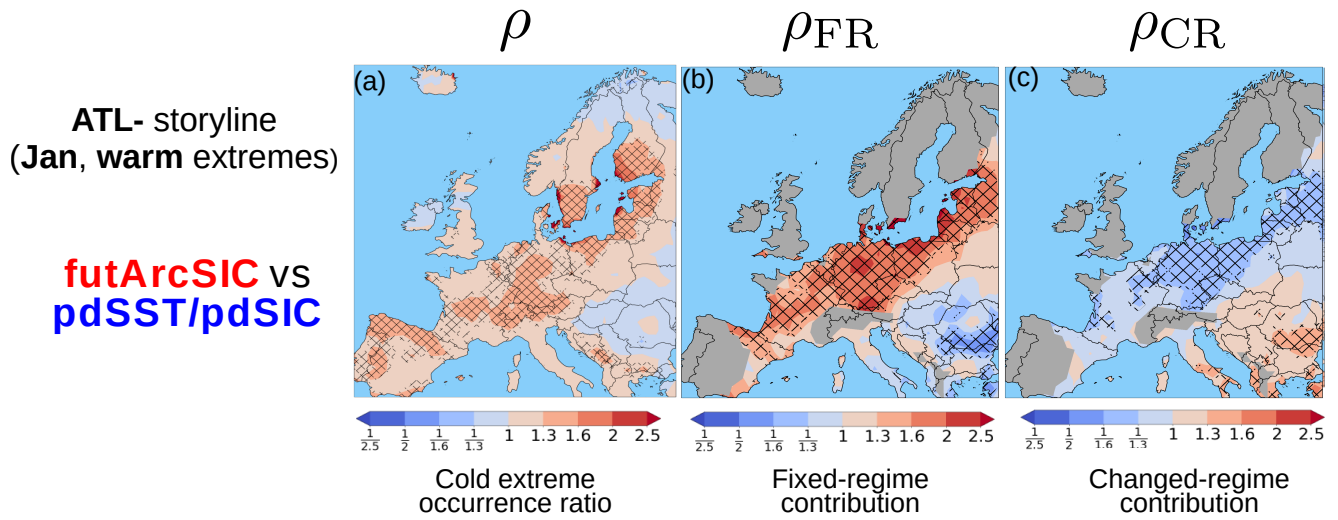 ρ
ρFR
ρCR
(a)
(b)
(c)
ATL- storyline
(Jan, warm extremes)
futArcSIC vs
pdSST/pdSIC
1/2.5 1/2 1/1.6 1/1.3 1 1.3 1.6 2 2.5
1/2.5 1/2 1/1.6 1/1.3 1 1.3 1.6 2 2.5
1/2.5 1/2 1/1.6 1/1.3 1 1.3 1.6 2 2.5
Cold extreme
occurrence ratio
Fixed-regime
contribution
Changed-regime
contribution